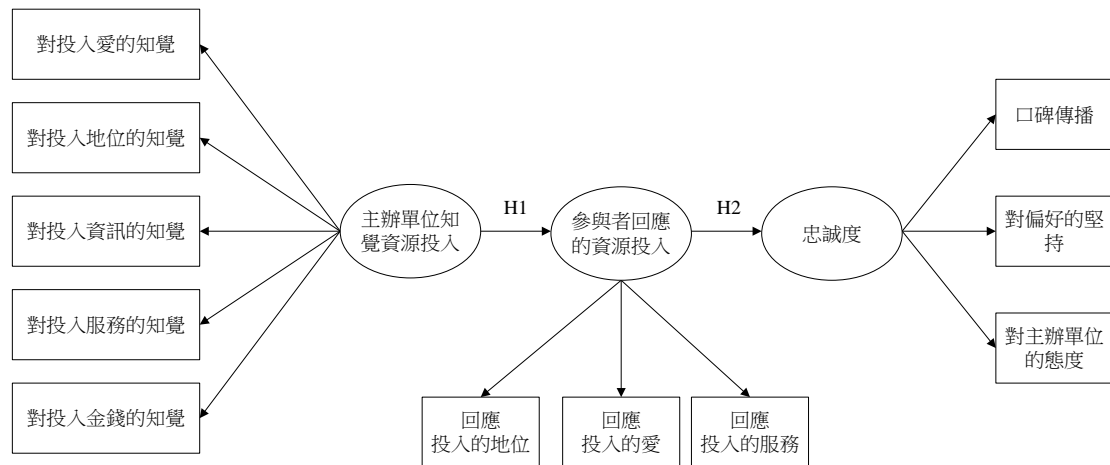 對投入愛的知覺
對投入地位的知覺
對投入資訊的知覺
對投入服務的知覺
對投入金錢的知覺
主辦單位知
覺資源投入
H1
參與者回應
的資源投入
H2
忠誠度
口碑傳播
對偏好的堅
持
對主辦單位
的態度
回應
投入的地位
回應
投入的愛
回應
投入的服務